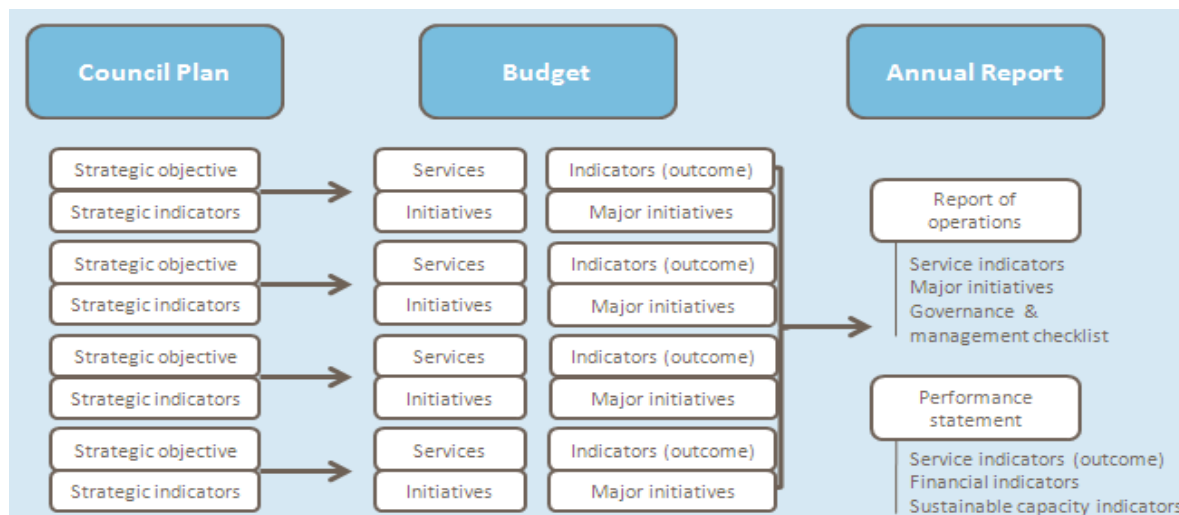 Council Plan
Budget
Annual Report
Strategic objective
Strategic indicators
Strategic objective
Strategic indicators
Strategic objective
Strategic indicators
Strategic objective
Strategic indicators
Services
Initiatives
Services
Initiatives
Services
Initiatives
Services
Initiatives
Indicators (outcome)
Major initiatives
Indicators (outcome)
Major initiatives
Indicators (outcome)
Major initiatives
Indicators (outcome)
Major initiatives
Report of
operations
Service indicators
Major initiatives
Governance &
management checklist
Performance
statement
Service indicators (outcome)
Financial indicators
Sustainable capacity indicators